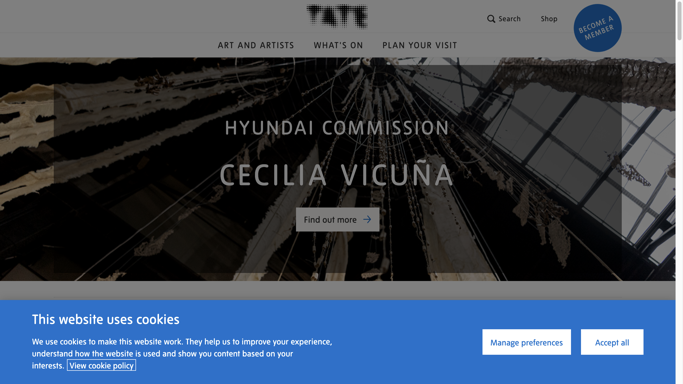 TATE
Search
Shop
BECOME A
MEMBER
ART AND ARTISTS
WHAT'S ON
PLAN YOUR VISIT
HYUNDAI COMMISSION
CECILIA VICUÑA
Find out more
This website uses cookies
We use cookies to make this website work. They help us to improve your experience,
understand how the website is used and show you content based on your
interests. View cookie policy
Manage preferences
Accept all